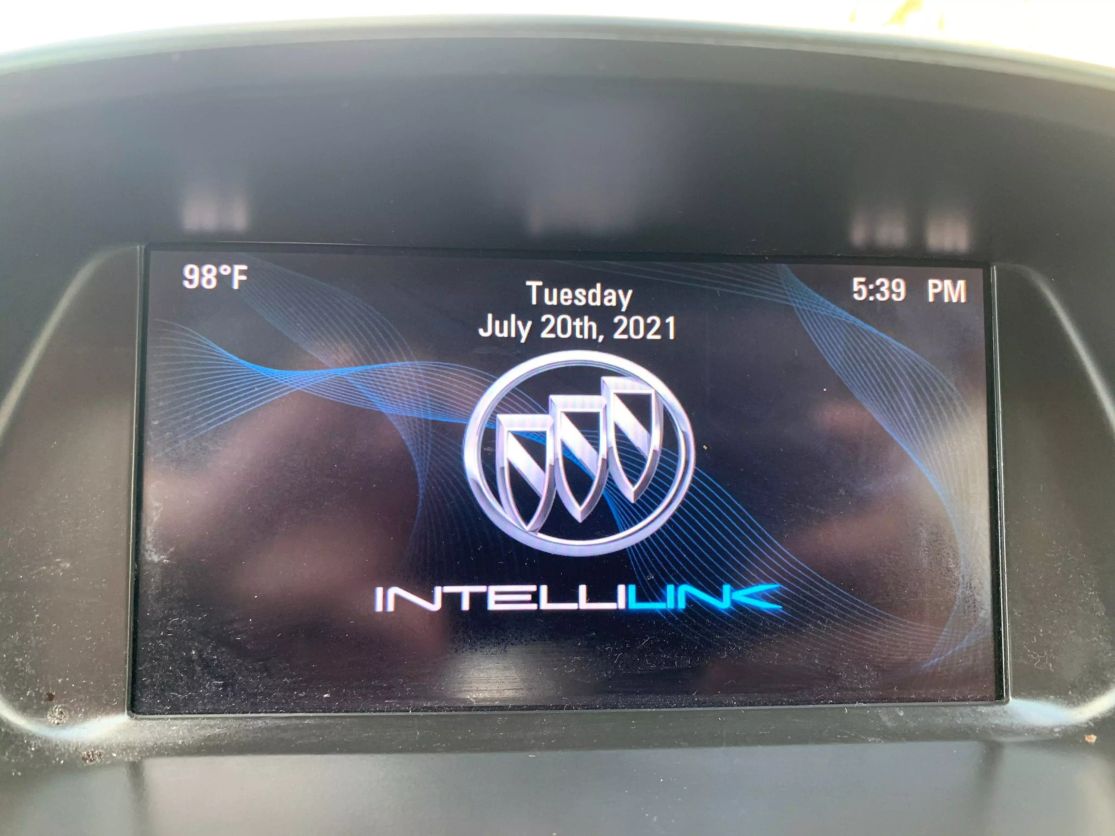 98°F
Tuesday
5:39 PM
July 20th, 2021
INTELLILINK